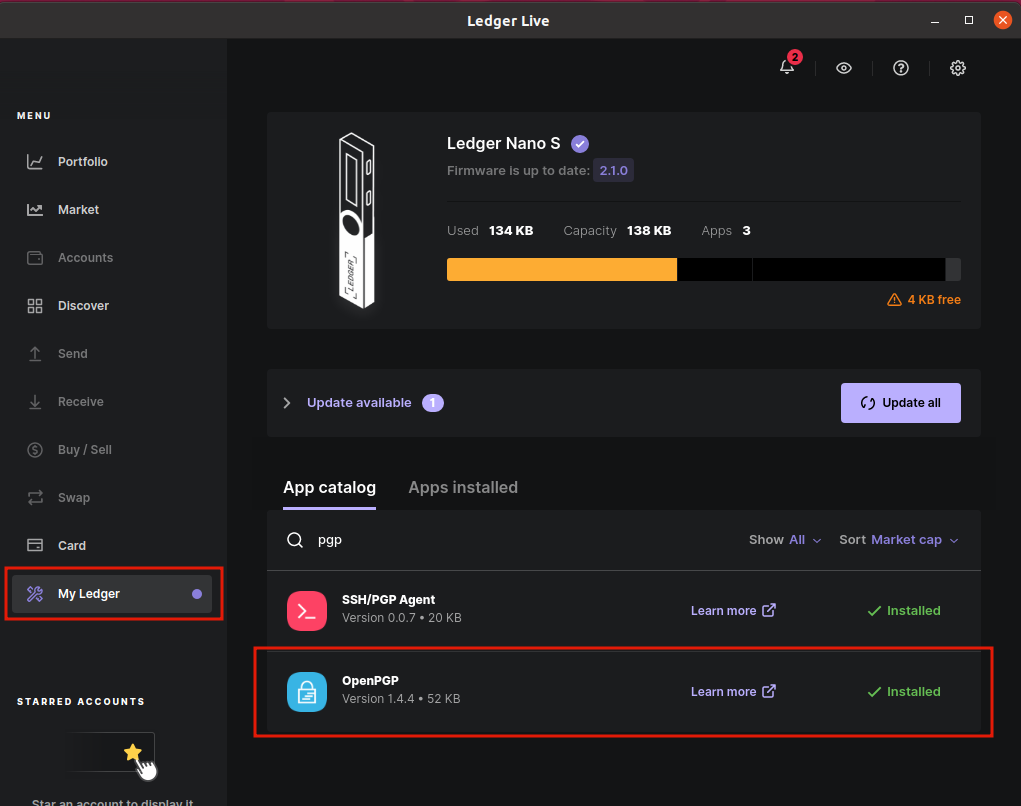 Ledger Live
2
MENU
Portfolio
Market
Accounts
Discover
Send
Receive
Buy / Sell
Swap
Card
My Ledger
STARRED ACCOUNTS
Star an account to display it
LEDGER
Ledger Nano S
Firmware is up to date: 2.1.0
Used 134 KB Capacity 138 KB Apps 3
4 KB free
Update available 1
Update all
App catalog Apps installed
pgp Show All Sort Market cap
SSH/PGP Agent
Version 0.0.7 • 20 KB
Learn more
Installed
OpenPGP
Version 1.4.4 • 52 KB
Learn more
Installed